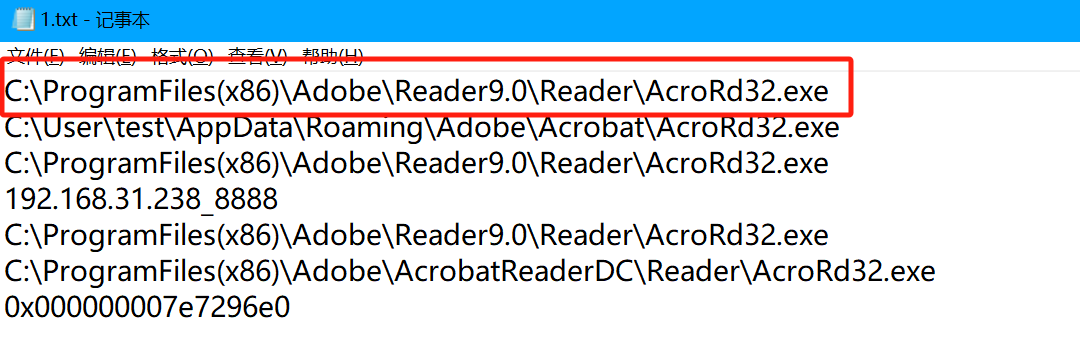 1.txt - 记事本
文件(F) 编辑(E) 格式(O) 查看(V) 帮助(H)
C:\ProgramFiles(x86)\Adobe\Reader9.0\Reader\AcroRd32.exe
C:\User\test\AppData\Roaming\Adobe\Acrobat\AcroRd32.exe
C:\ProgramFiles(x86)\Adobe\Reader9.0\Reader\AcroRd32.exe
192.168.31.238_8888
C:\ProgramFiles(x86)\Adobe\Reader9.0\Reader\AcroRd32.exe
C:\ProgramFiles(x86)\Adobe\AcrobatReaderDC\Reader\AcroRd32.exe
0x000000007e7296e0